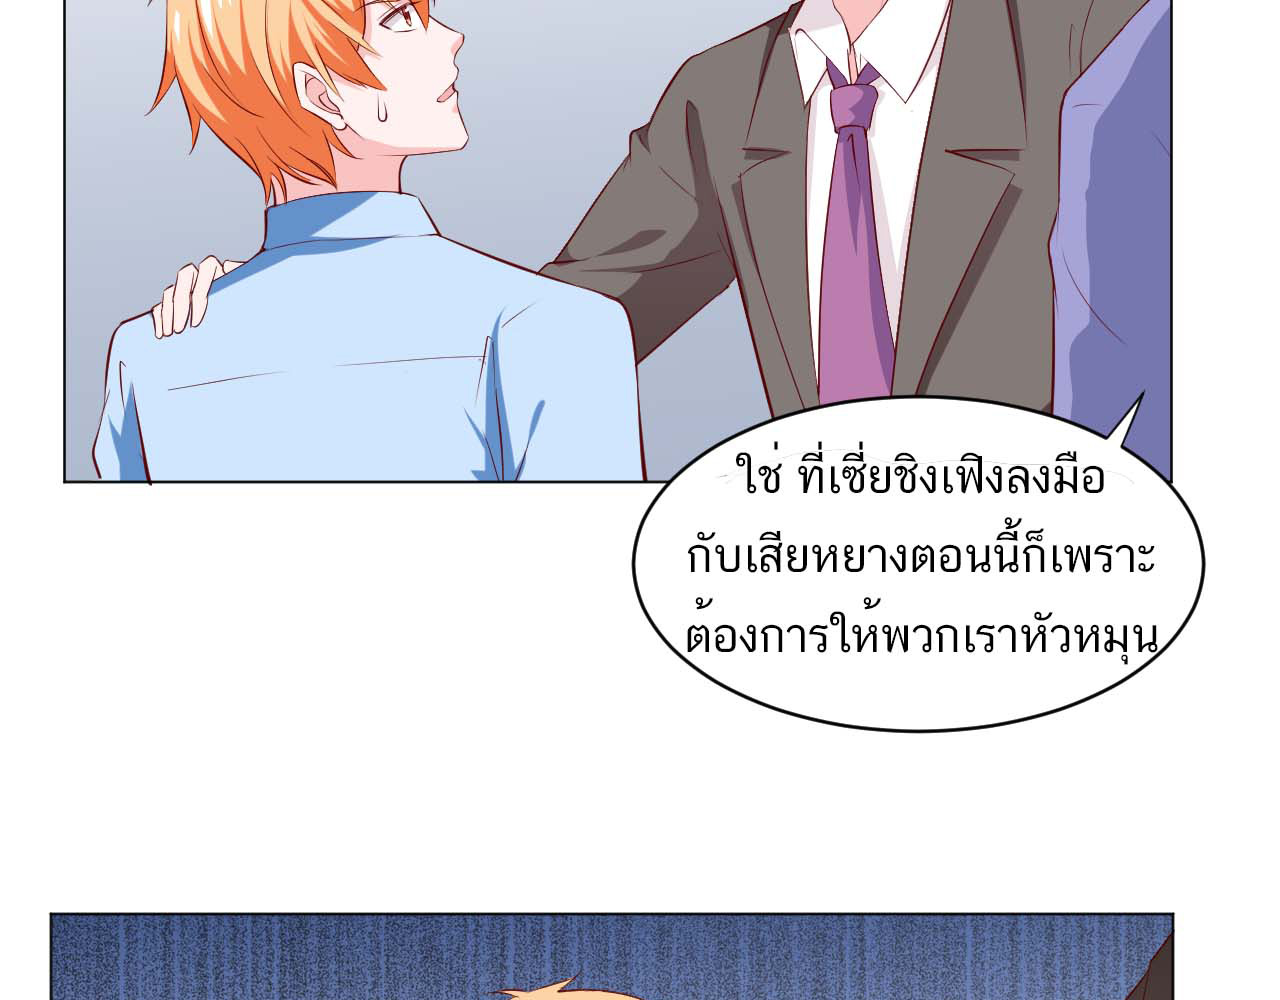 ใช่ ที่เซี่ยชิงเฟิงลงมือ
กับเสียหยางตอนนี้ก็เพราะ
ต้องการให้พวกเราหัวหมุน